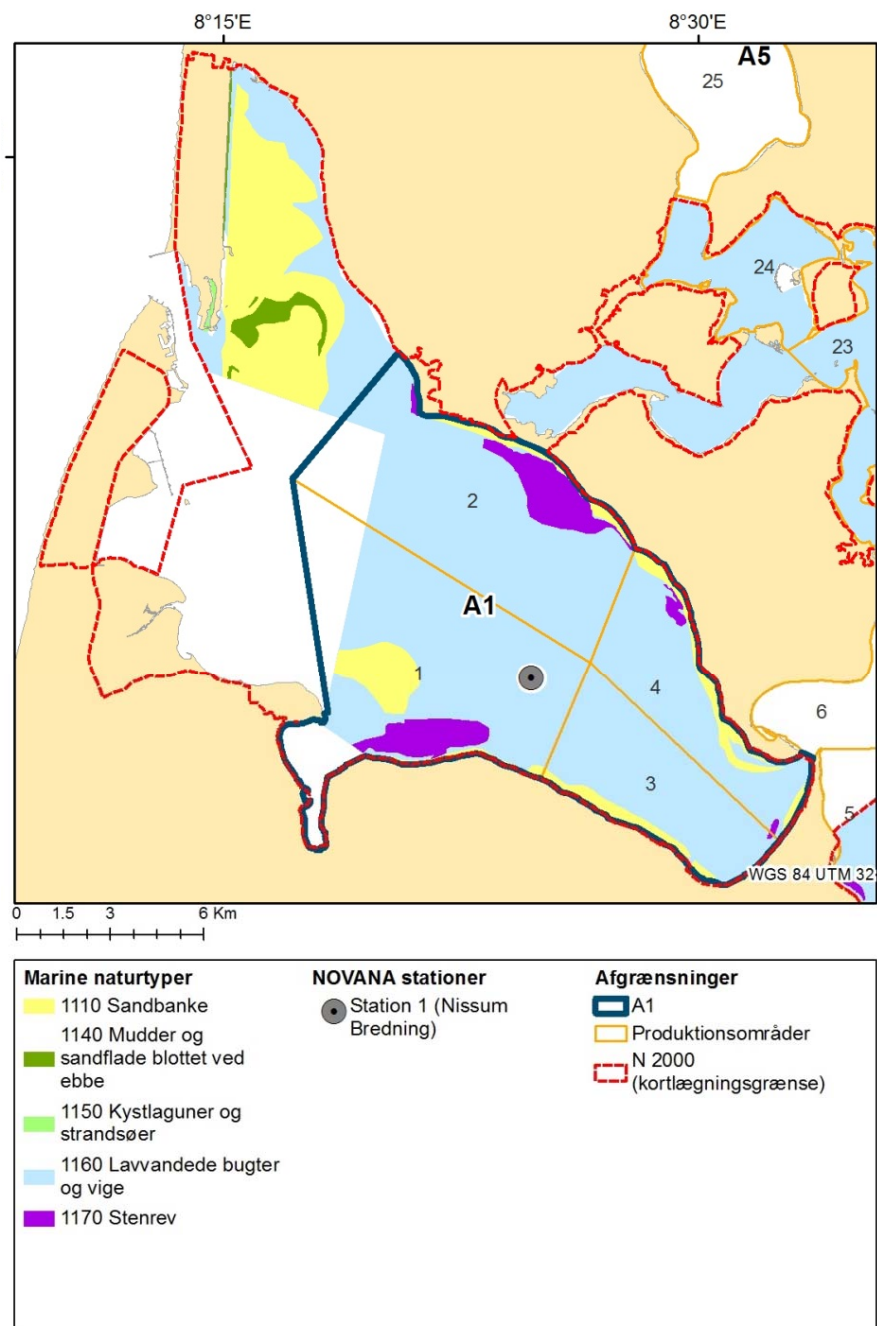 8°15'E
8°30'E
A5
25
24
23
2
A1
1
4
6
3
5
WGS 84 UTM 32
0 1.5 3 6 Km
Marine naturtyper
1110 Sandbanke
1140 Mudder og
sandflade blottet ved
ebbe
1150 Kystlaguner og
strandsøer
1160 Lavvandede bugter
og vige
1170 Stenrev
NOVANA stationer
Station 1 (Nissum
Bredning)
Afgrænsninger
A1
Produktionsområder
N 2000
(kortlægningsgrænse)